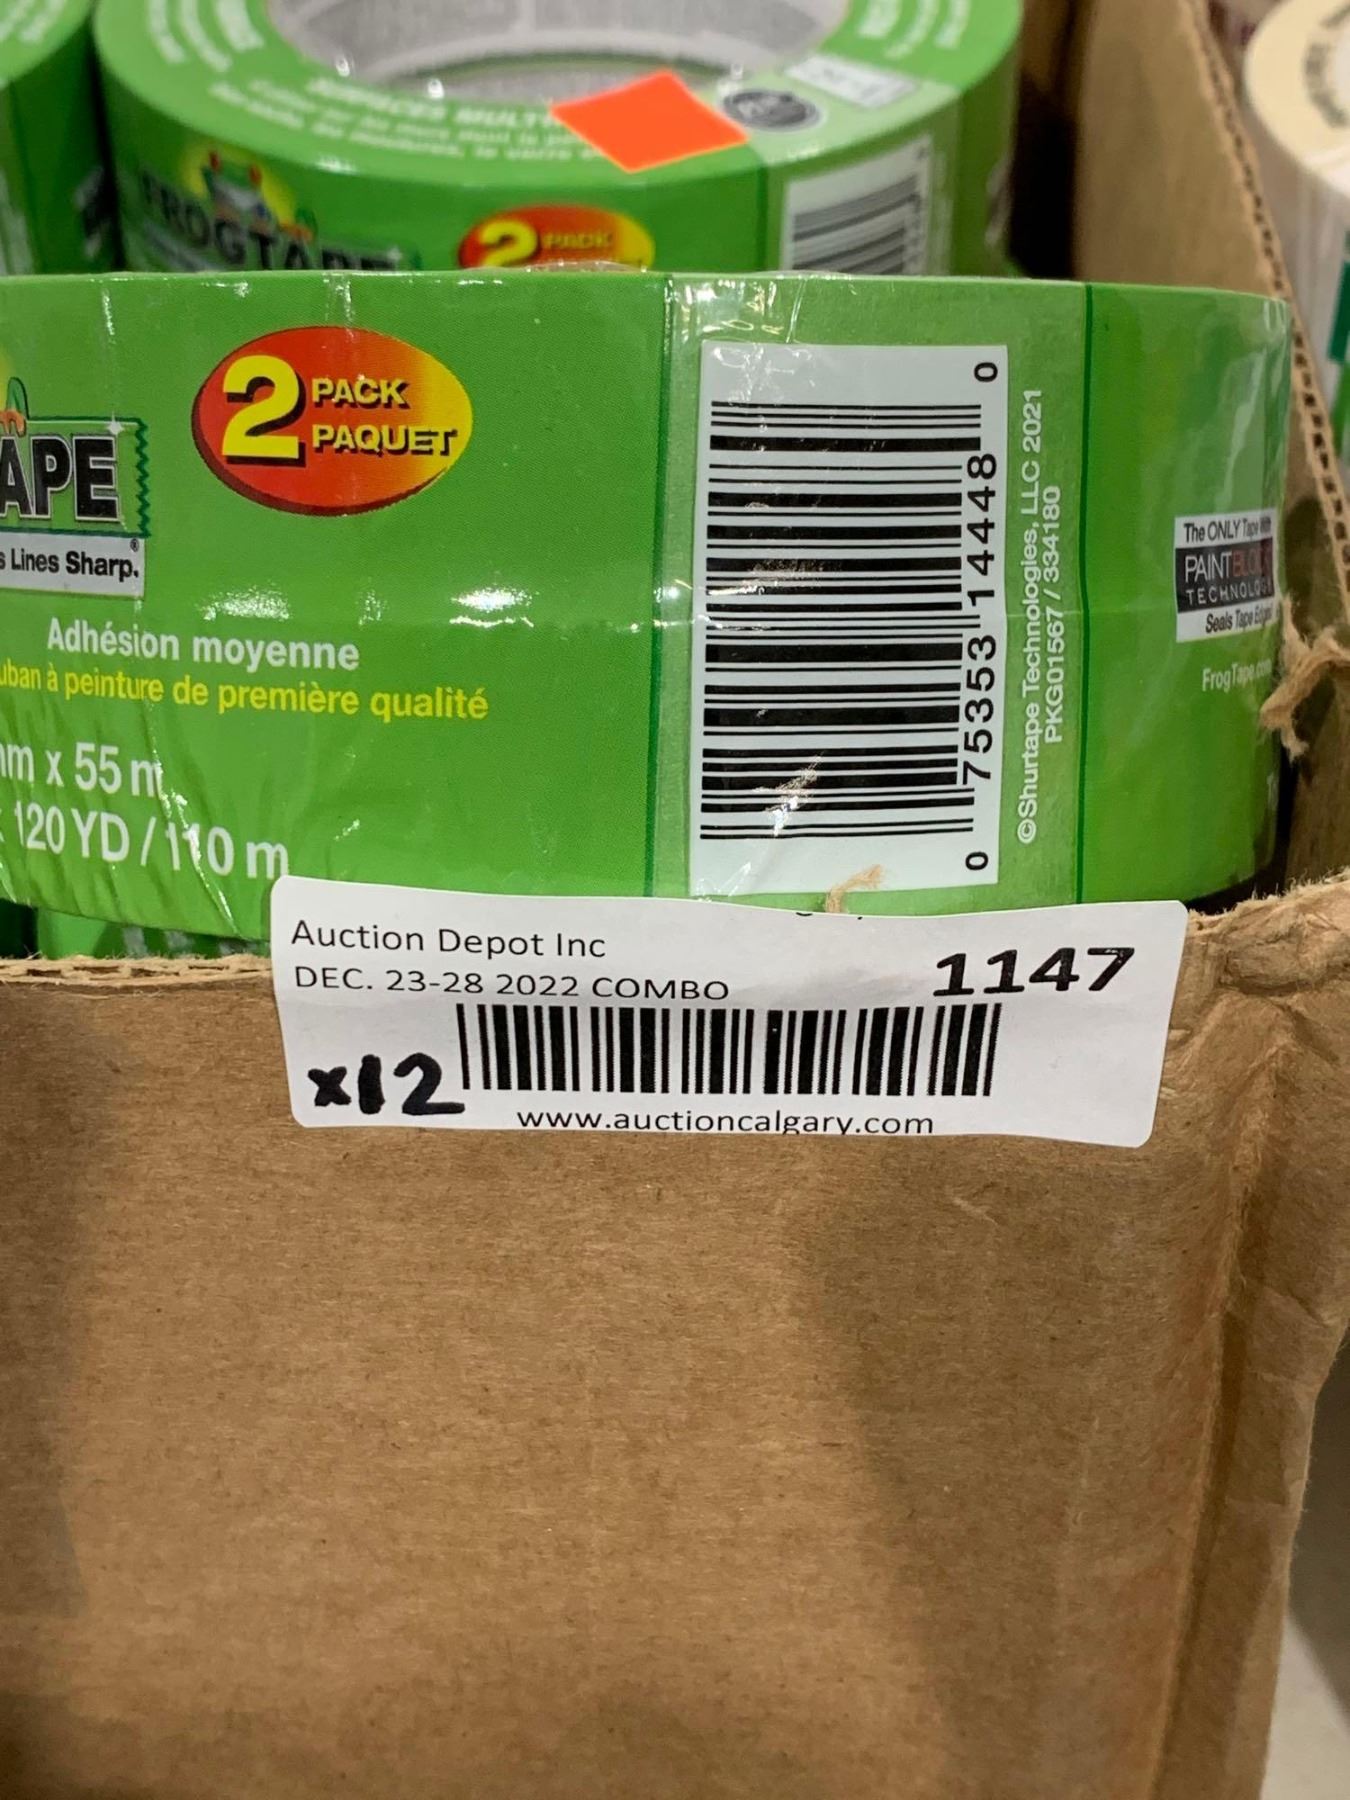 SURFACES MULT
FROGTAPE
2 PACK
2 PACK
PAQUET
APE
s Lines Sharp.®
Adhésion moyenne
uban à peinture de première qualité
mm x 55 m
120 YD / 110 m
0 75353 14448 0
©Shurtape Technologies, LLC 2021
PKG01567 / 334180
The ONLY Tape With
PAINTBLOCK
TECHNOLOGY
Seals Tape Edges
FrogTape.com
Auction Depot Inc
DEC. 23-28 2022 COMBO
1147
x12
www.auctioncalgary.com